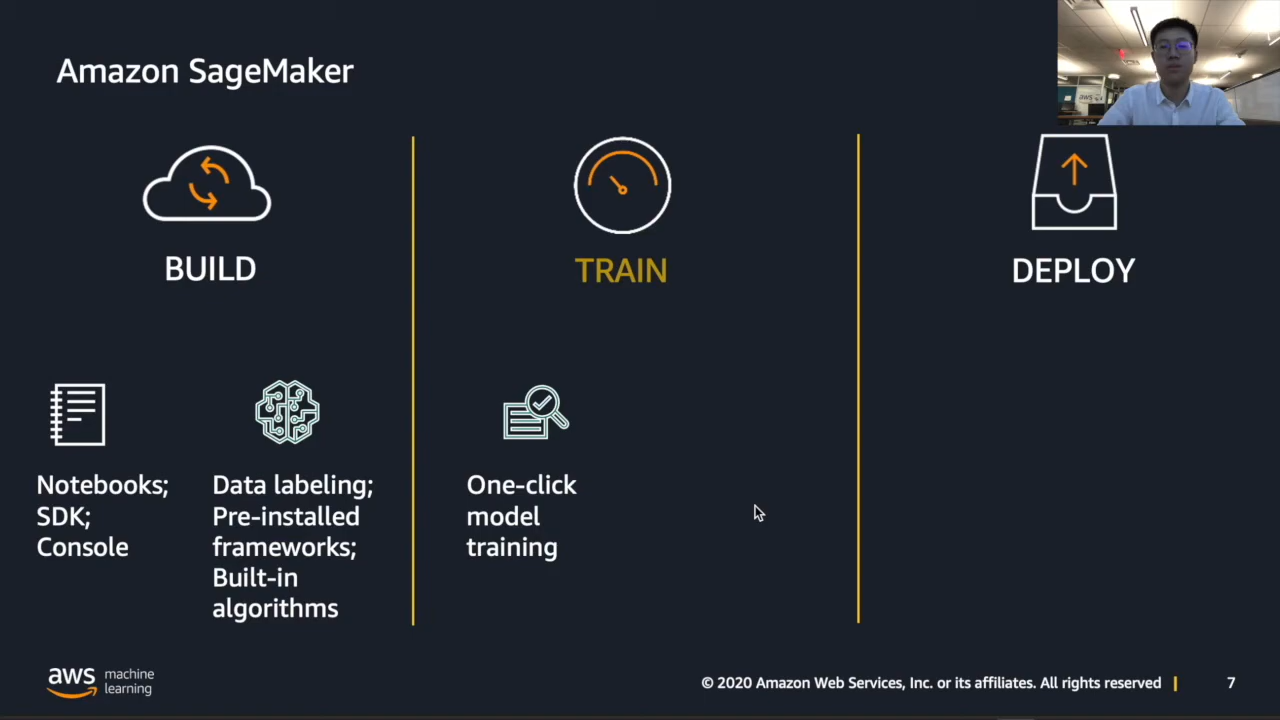 Amazon SageMaker
BUILD
TRAIN
DEPLOY
Notebooks;
SDK;
Console
Data labeling;
Pre-installed
frameworks;
Built-in
algorithms
One-click
model
training
aws machine
learning
© 2020 Amazon Web Services, Inc. or its affiliates. All rights reserved
7
aws